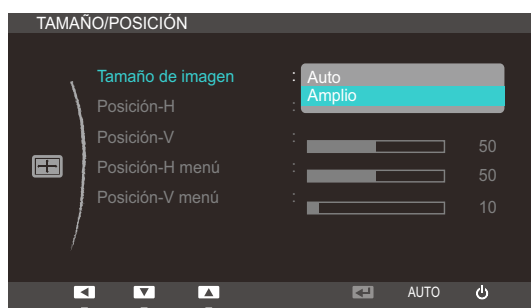 TAMAÑO/POSICIÓN
Tamaño de imagen : Auto
Amplio
Posición-H :
Posición-V : 50
Posición-H menú : 50
Posición-V menú : 10
AUTO